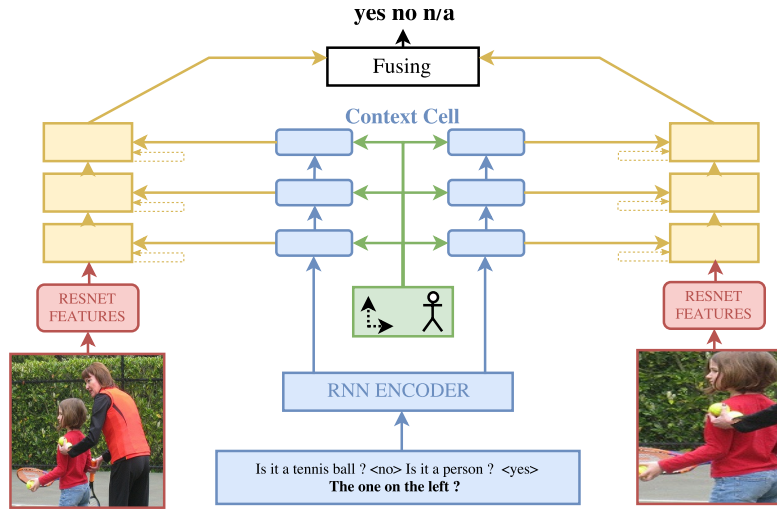 yes no n/a
Fusing
Context Cell
RESNET
FEATURES
RESNET
FEATURES
RNN ENCODER
Is it a tennis ball ? <no> Is it a person ? <yes>
The one on the left ?